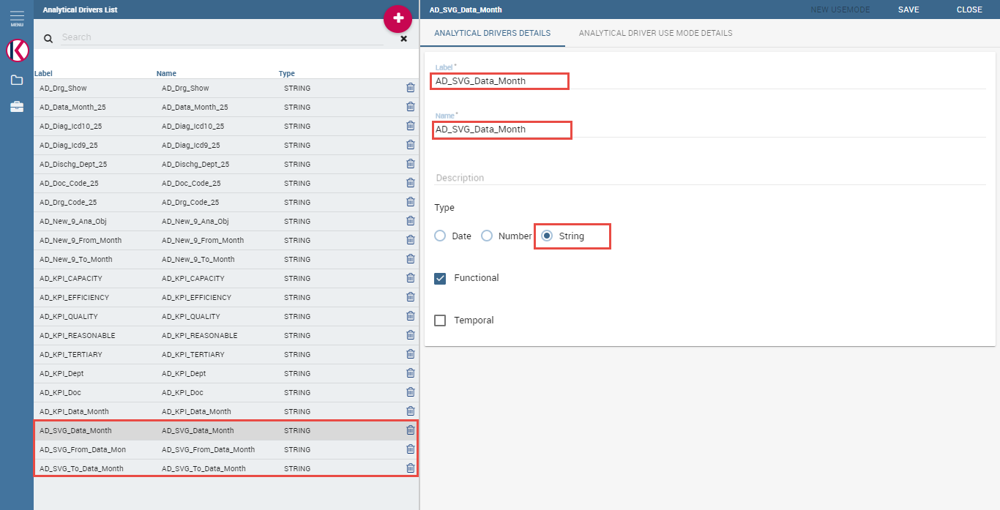 MENU
Analytical Drivers List
Search
Label Name Type
AD_Drg_Show AD_Drg_Show STRING
AD_Data_Month_25 AD_Data_Month_25 STRING
AD_Diag_Icd10_25 AD_Diag_Icd10_25 STRING
AD_Diag_Icd9_25 AD_Diag_Icd9_25 STRING
AD_Dischg_Dept_25 AD_Dischg_Dept_25 STRING
AD_Doc_Code_25 AD_Doc_Code_25 STRING
AD_Drg_Code_25 AD_Drg_Code_25 STRING
AD_New_9_Ana_Obj AD_New_9_Ana_Obj STRING
AD_New_9_From_Month AD_New_9_From_Month STRING
AD_New_9_To_Month AD_New_9_To_Month STRING
AD_KPI_CAPACITY AD_KPI_CAPACITY STRING
AD_KPI_EFFICIENCY AD_KPI_EFFICIENCY STRING
AD_KPI_QUALITY AD_KPI_QUALITY STRING
AD_KPI_REASONABLE AD_KPI_REASONABLE STRING
AD_KPI_TERTIARY AD_KPI_TERTIARY STRING
AD_KPI_Dept AD_KPI_Dept STRING
AD_KPI_Doc AD_KPI_Doc STRING
AD_KPI_Data_Month AD_KPI_Data_Month STRING
AD_SVG_Data_Month AD_SVG_Data_Month STRING
AD_SVG_From_Data_Mon AD_SVG_From_Data_Month STRING
AD_SVG_To_Data_Month AD_SVG_To_Data_Month STRING
AD_SVG_Data_Month NEW USEMODE SAVE CLOSE
ANALYTICAL DRIVERS DETAILS ANALYTICAL DRIVER USE MODE DETAILS
Label *
AD_SVG_Data_Month
Name *
AD_SVG_Data_Month
Description
Type
Date Number String
Functional
Temporal